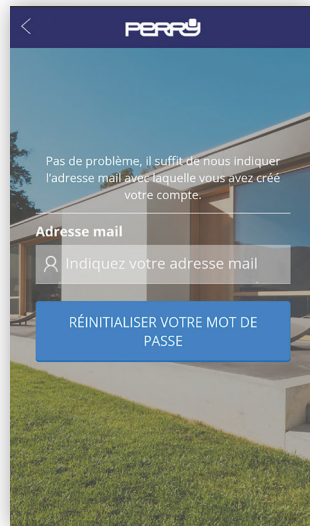 PERRY
Pas de problème, il suffit de nous indiquer
l'adresse mail avec laquelle vous avez créé
votre compte.
Adresse mail
Indiquez votre adresse mail
RÉINITIALISER VOTRE MOT DE
PASSE